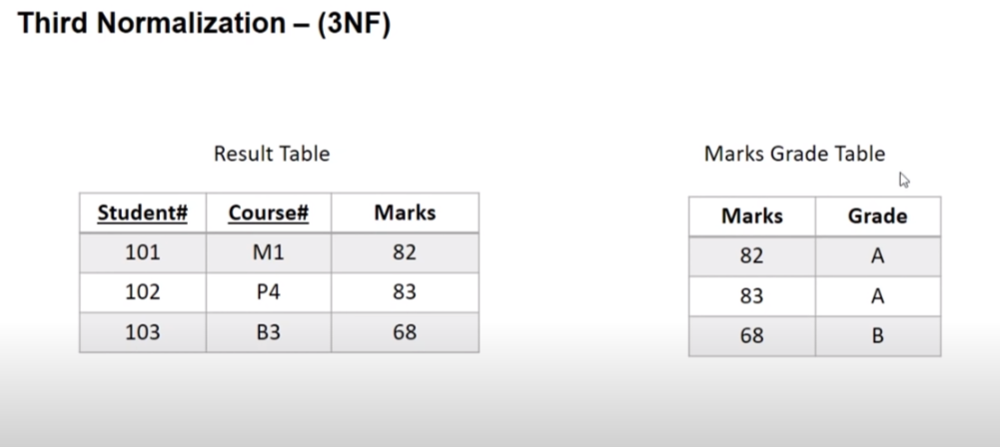 Third Normalization – (3NF)
Result Table
Student# Course# Marks
101 M1 82
102 P4 83
103 B3 68
Marks Grade Table
Marks Grade
82 A
83 A
68 B